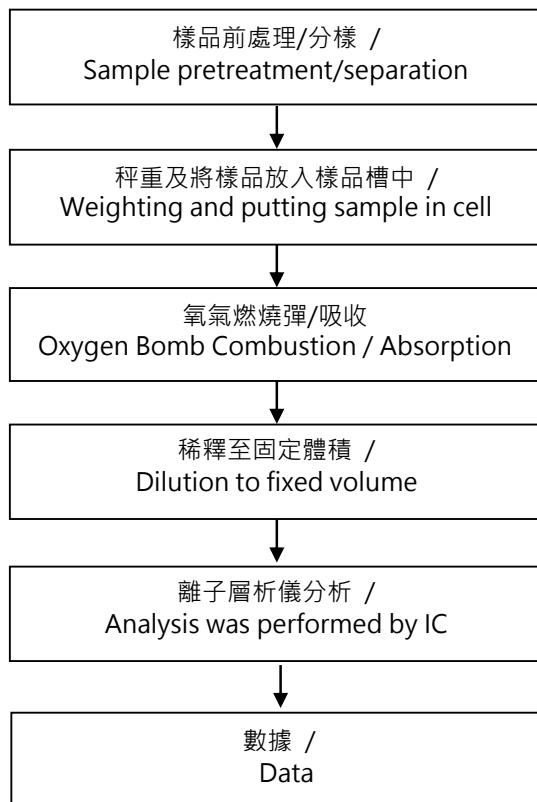 樣品前處理/分樣 /
Sample pretreatment/separation
秤重及將樣品放入樣品槽中 /
Weighting and putting sample in cell
氧氣燃燒彈/吸收
Oxygen Bomb Combustion / Absorption
稀釋至固定體積 /
Dilution to fixed volume
離子層析儀分析 /
Analysis was performed by IC
數據 /
Data